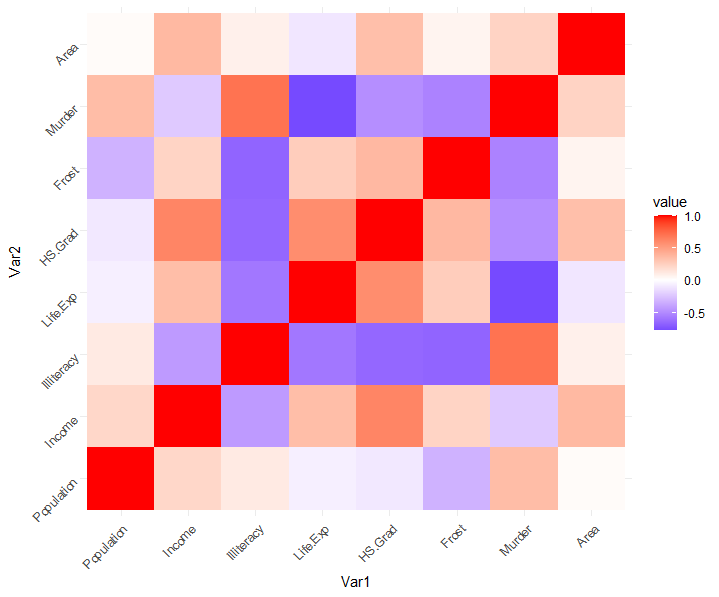 Var2
Area
Murder
Frost
HS.Grad
Life.Exp
Illiteracy
Income
Population
Population Income Illiteracy Life.Exp HS.Grad Frost Murder Area
Var1
value
1.0
0.5
0.0
-0.5